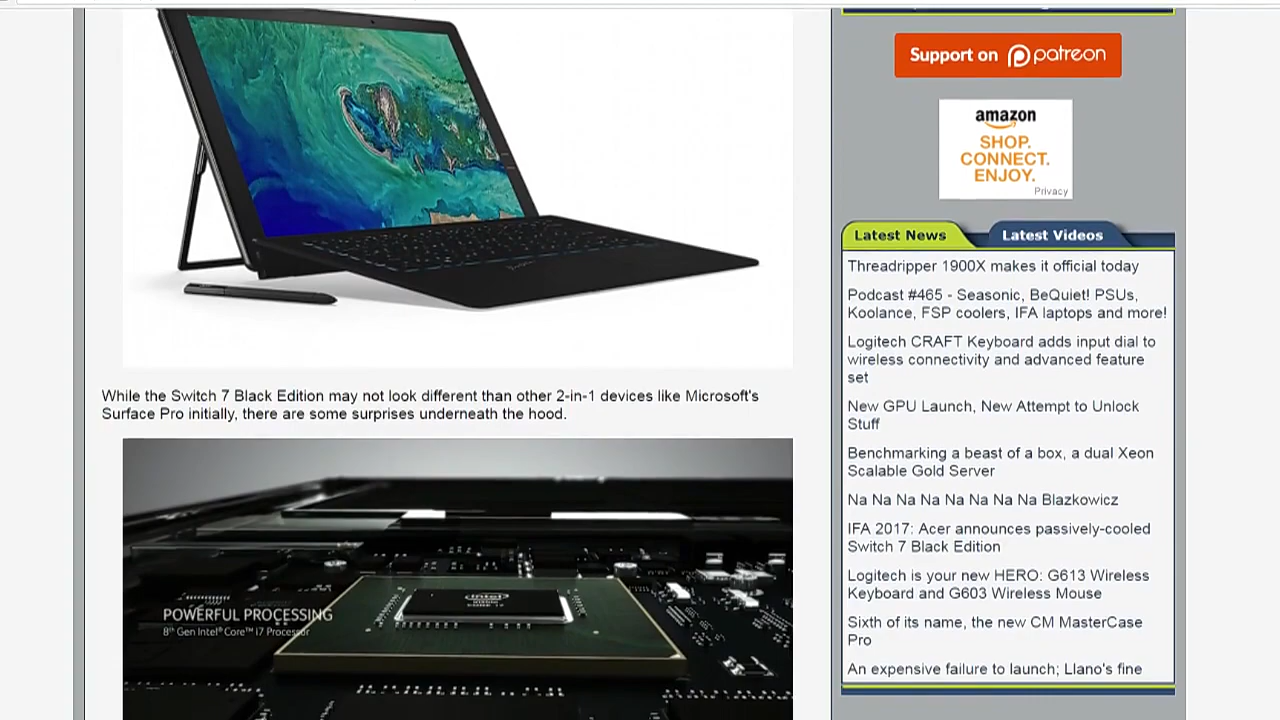 While the Switch 7 Black Edition may not look different than other 2-in-1 devices like Microsoft's
Surface Pro initially, there are some surprises underneath the hood.
POWERFUL PROCESSING
8th Gen Intel® Core™ i7 Processor
intel
Support on patreon
amazon
SHOP.
CONNECT.
ENJOY.
Privacy
Latest News
Latest Videos
Threadripper 1900X makes it official today
Podcast #465 - Seasonic, BeQuiet! PSUs,
Koolance, FSP coolers, IFA laptops and more!
Logitech CRAFT Keyboard adds input dial to
wireless connectivity and advanced feature
set
New GPU Launch, New Attempt to Unlock
Stuff
Benchmarking a beast of a box, a dual Xeon
Scalable Gold Server
Na Na Na Na Na Na Na Na Blazkowicz
IFA 2017: Acer announces passively-cooled
Switch 7 Black Edition
Logitech is your new HERO: G613 Wireless
Keyboard and G603 Wireless Mouse
Sixth of its name, the new CM MasterCase
Pro
An expensive failure to launch; Llano's fine